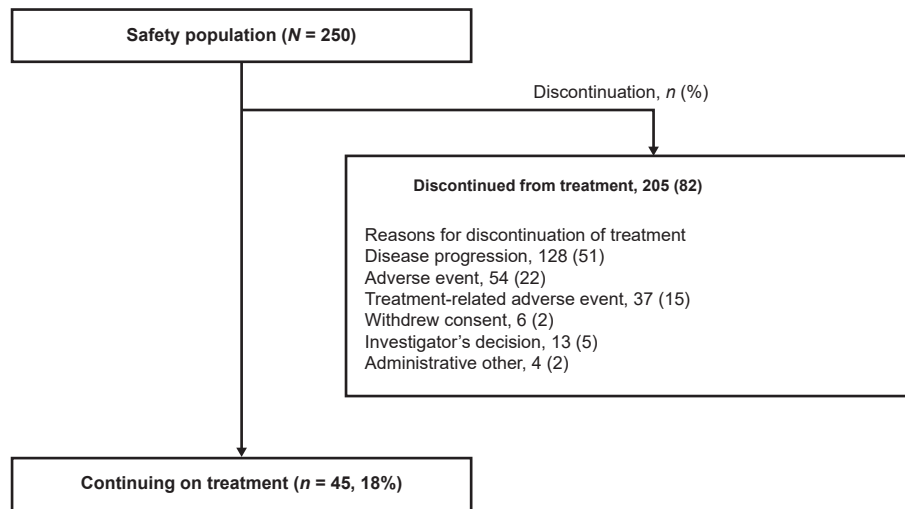 Safety population (N = 250)
Discontinuation, n (%)
Discontinued from treatment, 205 (82)
Reasons for discontinuation of treatment
Disease progression, 128 (51)
Adverse event, 54 (22)
Treatment-related adverse event, 37 (15)
Withdrew consent, 6 (2)
Investigator’s decision, 13 (5)
Administrative other, 4 (2)
Continuing on treatment (n = 45, 18%)